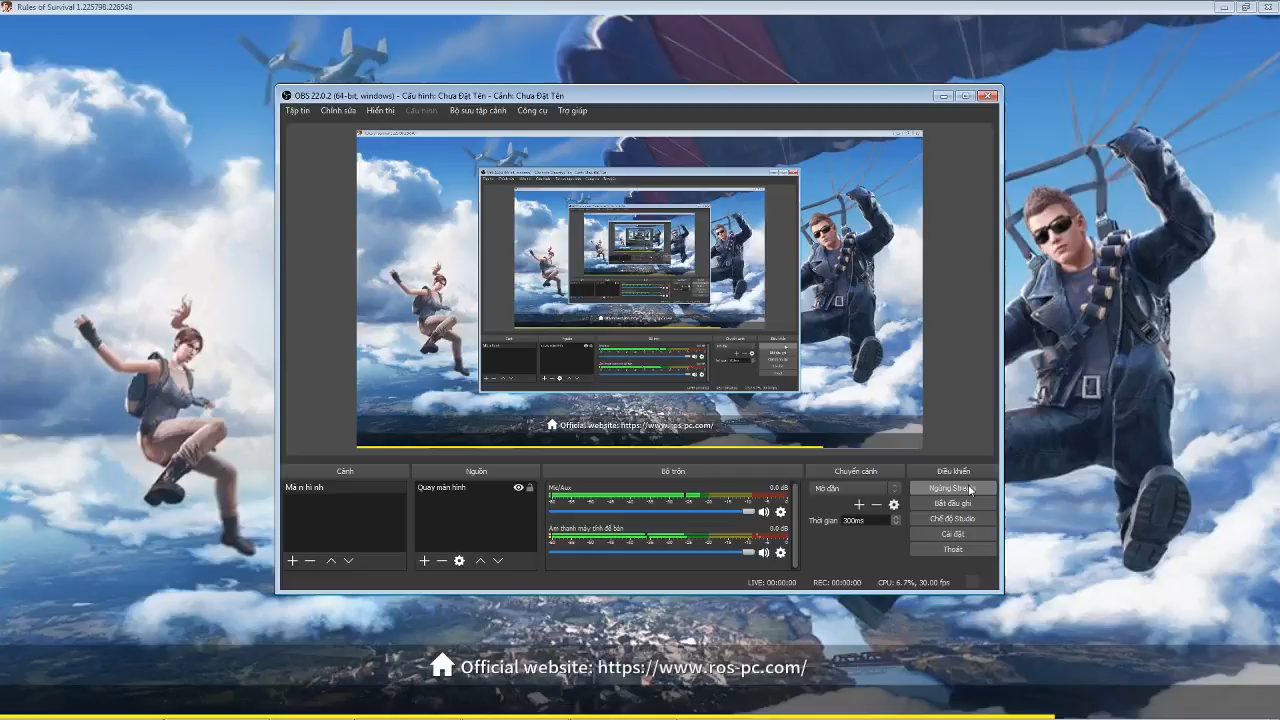 Rules of Survival 1.225798.226548
OBS 22.0.2 (64-bit, windows) - Cấu hình: Chưa Đặt Tên - Cảnh: Chưa Đặt Tên
Tập tin Chỉnh sửa Hiển thị Cấu hình Bộ sưu tập cảnh Công cụ Trợ giúp
Official website: https://www.ros-pc.com/
Cảnh Nguồn Bộ trộn Chuyển cảnh Điều khiển
Màn hình
Quay màn hình
Mic/Aux 0.0 dB
Âm thanh máy tính để bàn 0.0 dB
Mờ dần
Thời gian 300ms
Ngừng Stream
Bắt đầu ghi
Chế độ Studio
Cài đặt
Thoát
LIVE: 00:00:00 REC: 00:00:00 CPU: 6.7%, 30.00 fps
Official website: https://www.ros-pc.com/